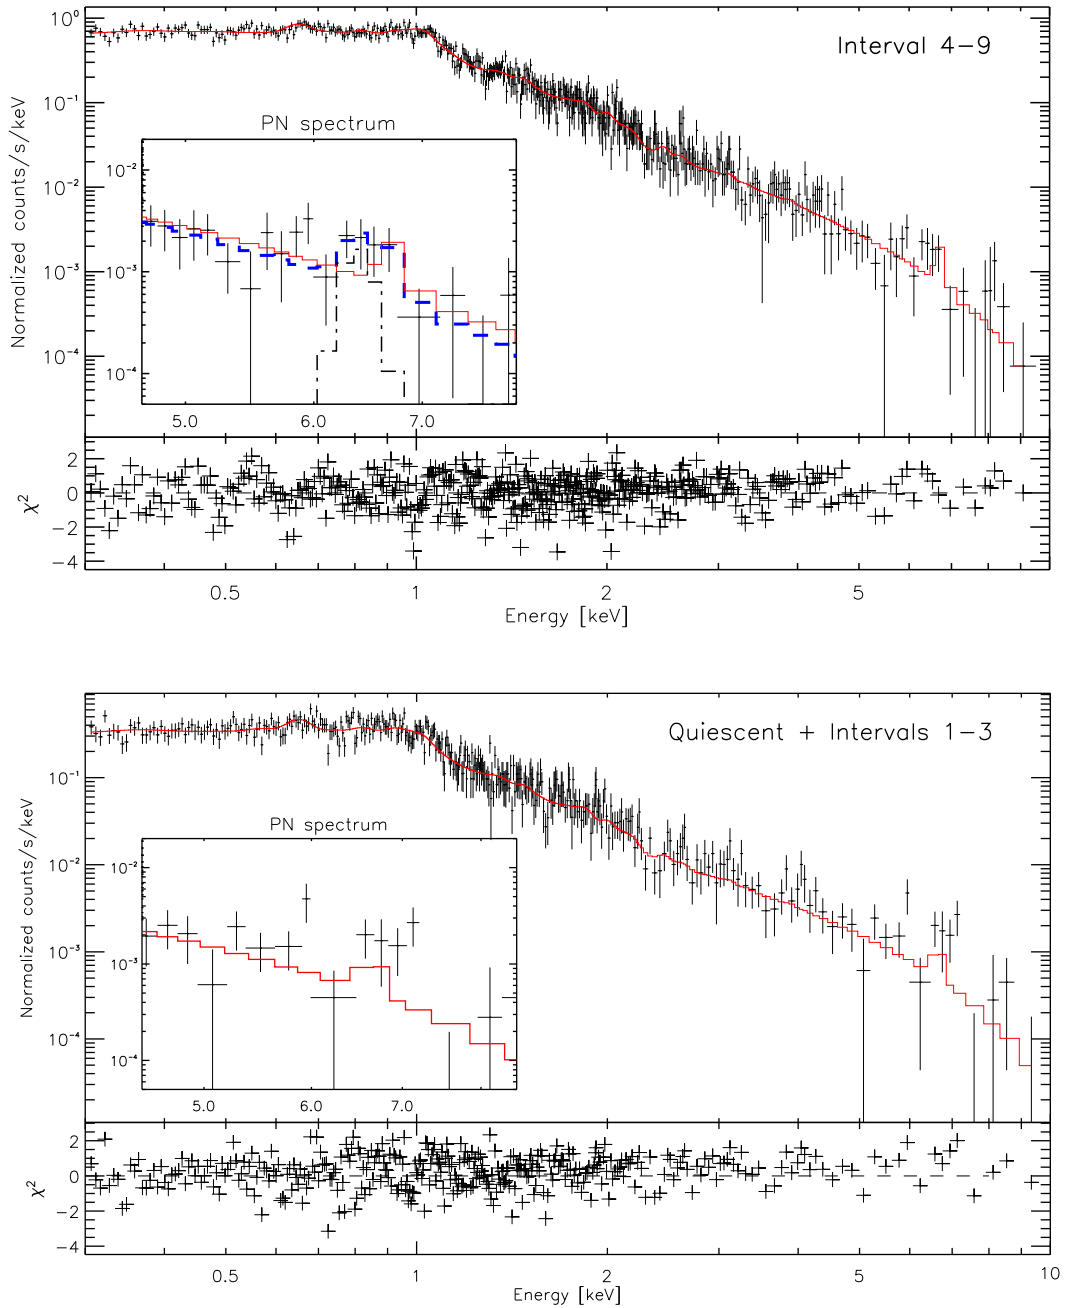 Interval 4-9
10⁰
10⁻¹
10⁻²
10⁻³
10⁻⁴
Normalized counts/s/keV
PN spectrum
10⁻²
10⁻³
10⁻⁴
5.0 6.0 7.0
2
0
-2
-4
χ²
0.5 1 2 5
Energy [keV]
Quiescent + Intervals 1-3
10⁻¹
10⁻²
10⁻³
10⁻⁴
Normalized counts/s/keV
PN spectrum
10⁻²
10⁻³
10⁻⁴
5.0 6.0 7.0
2
0
-2
-4
χ²
0.5 1 2 5 10
Energy [keV]